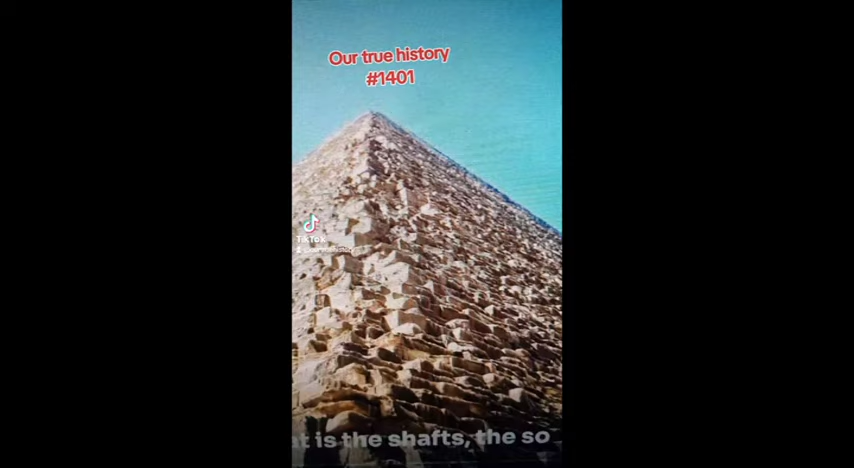 Our true history
#1401
TikTok
is the shafts, the so